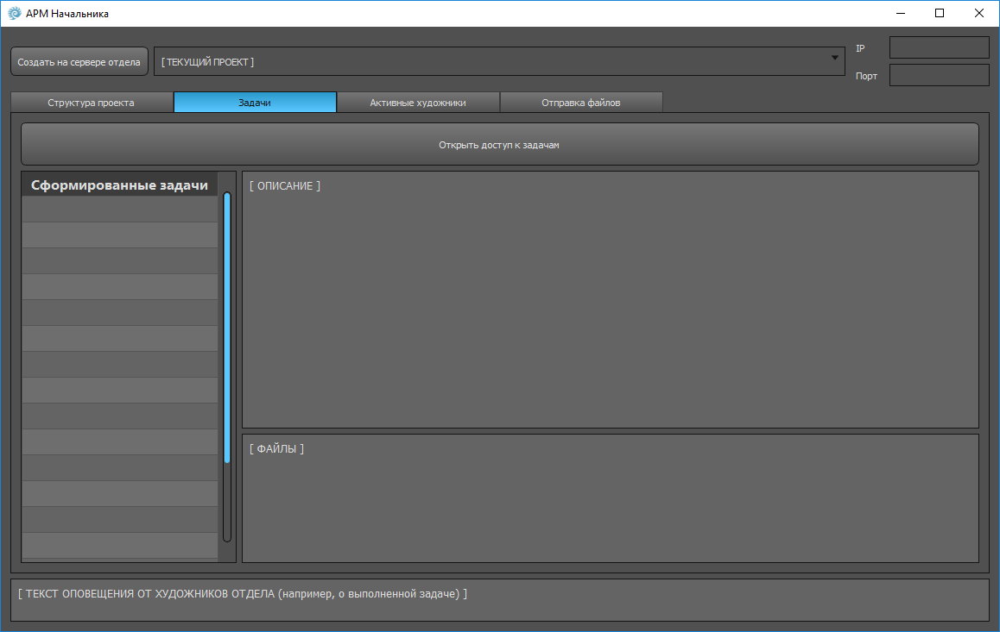 АРМ Начальника
Создать на сервере отдела
[ ТЕКУЩИЙ ПРОЕКТ ]
IP
Порт
Структура проекта
Задачи
Активные художники
Отправка файлов
Открыть доступ к задачам
Сформированные задачи
[ ОПИСАНИЕ ]
[ ФАЙЛЫ ]
[ ТЕКСТ ОПОВЕЩЕНИЯ ОТ ХУДОЖНИКОВ ОТДЕЛА (например, о выполненной задаче) ]